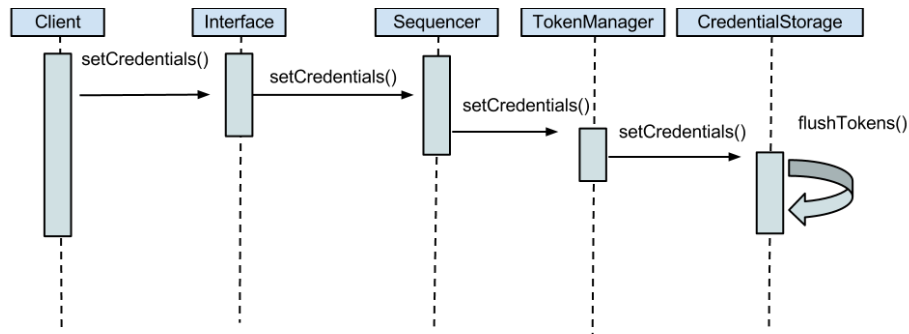 Client
Interface
Sequencer
TokenManager
CredentialStorage
setCredentials()
setCredentials()
setCredentials()
setCredentials()
flushTokens()